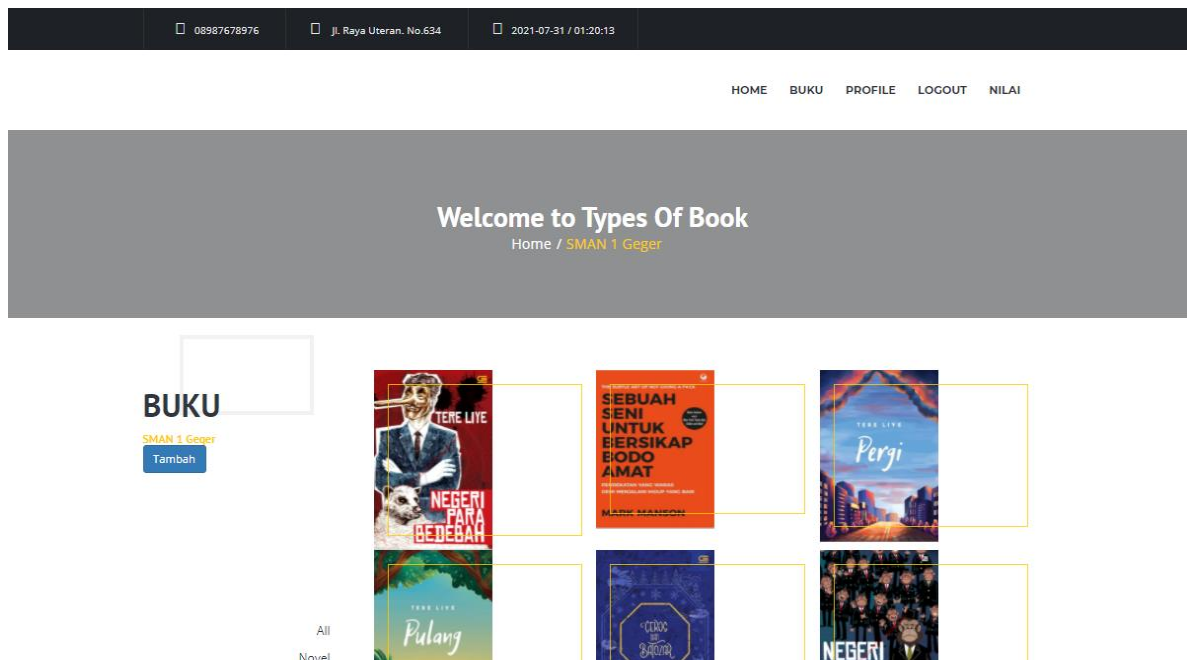 08987678976
Jl. Raya Uteran. No.634
2021-07-31 / 01:20:13
HOME BUKU PROFILE LOGOUT NILAI
Welcome to Types Of Book
Home / SMAN 1 Geger
BUKU
SMAN 1 Geger
Tambah
All
Novel
TERE LIYE
NEGERI
PARA
BEDEBAH
SEBUAH
SENI
UNTUK
BERSIKAP
BODO
AMAT
MARK MANSON
TERE LIYE
Pergi
TERE LIYE
Pulang
NEGERI